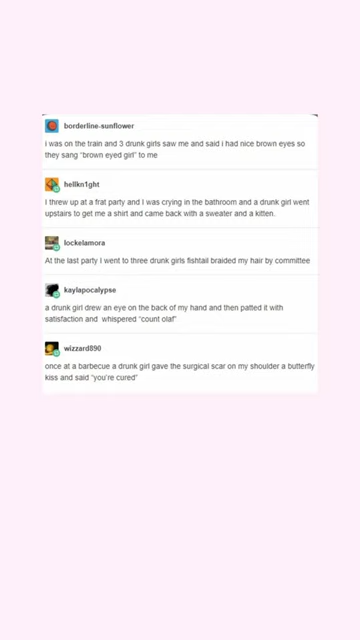 borderline-sunflower
i was on the train and 3 drunk girls saw me and said i had nice brown eyes so
they sang “brown eyed girl” to me
hellkn1ght
I threw up at a frat party and I was crying in the bathroom and a drunk girl went
upstairs to get me a shirt and came back with a sweater and a kitten.
lockelamora
At the last party I went to three drunk girls fishtail braided my hair by committee
kaylapocalypse
a drunk girl drew an eye on the back of my hand and then patted it with
satisfaction and whispered “count olaf”
wizzard890
once at a barbecue a drunk girl gave the surgical scar on my shoulder a butterfly
kiss and said “you're cured”